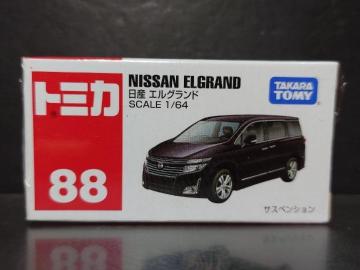 トミカ
88
NISSAN ELGRAND
日産 エルグランド
SCALE 1/64
TAKARA
TOMY
サスペンション